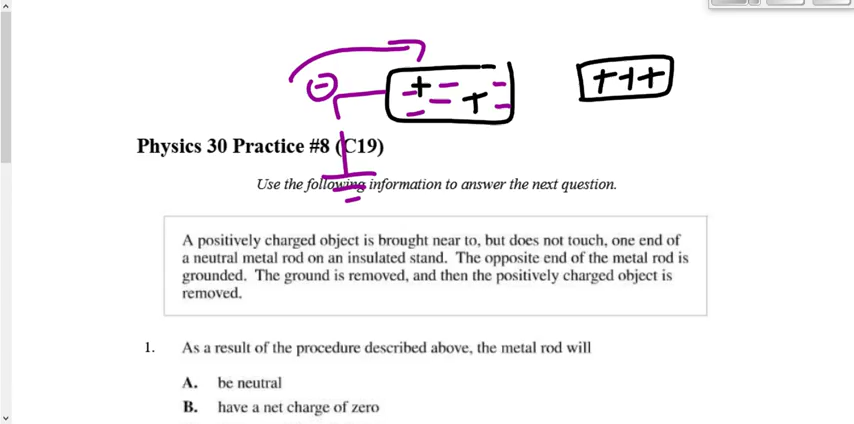 + +
+++
Physics 30 Practice #8 (C19)
Use the following information to answer the next question.
A positively charged object is brought near to, but does not touch, one end of
a neutral metal rod on an insulated stand. The opposite end of the metal rod is
grounded. The ground is removed, and then the positively charged object is
removed.
1. As a result of the procedure described above, the metal rod will
A. be neutral
B. have a net charge of zero